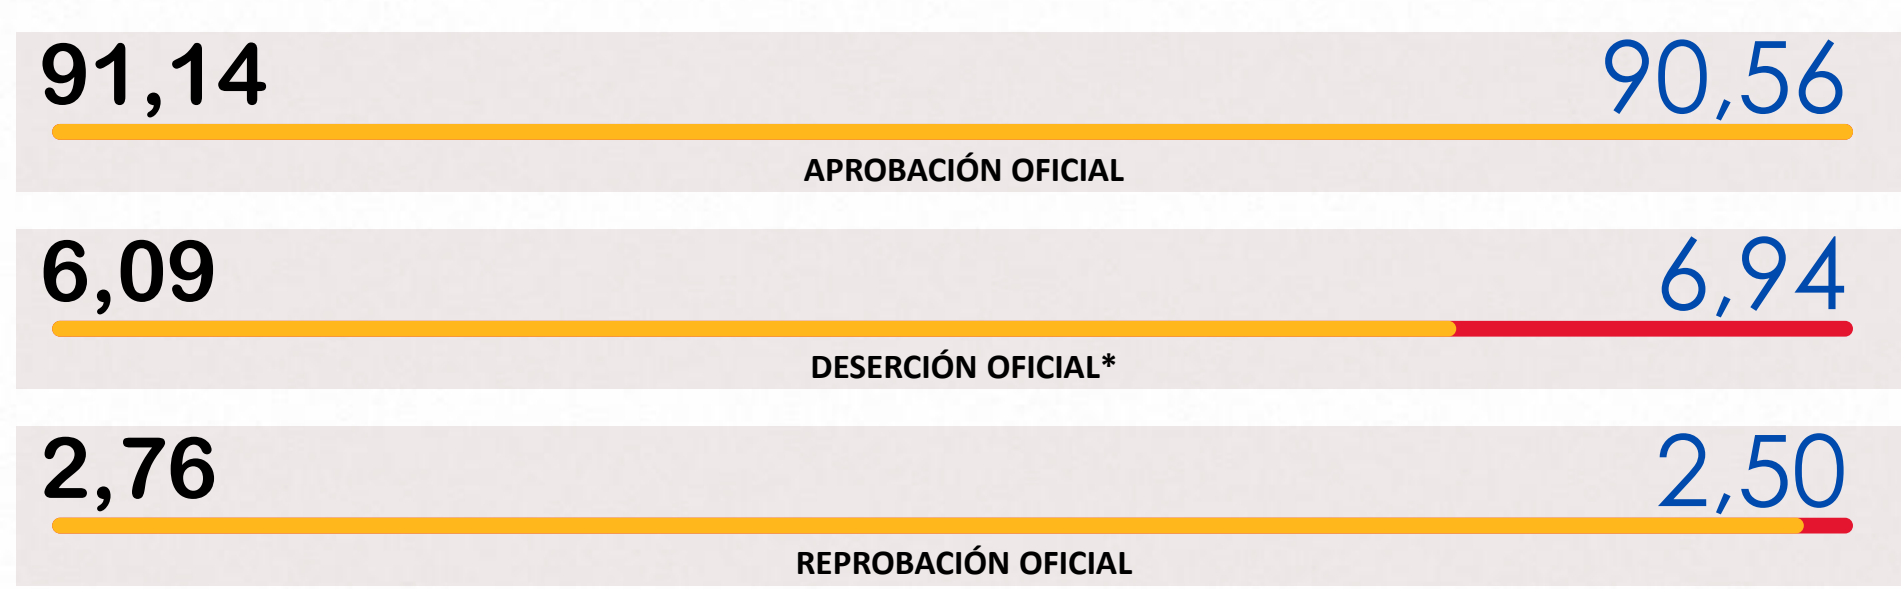 91,14 90,56
APROBACIÓN OFICIAL
6,09 6,94
DESERCIÓN OFICIAL*
2,76 2,50
REPROBACIÓN OFICIAL